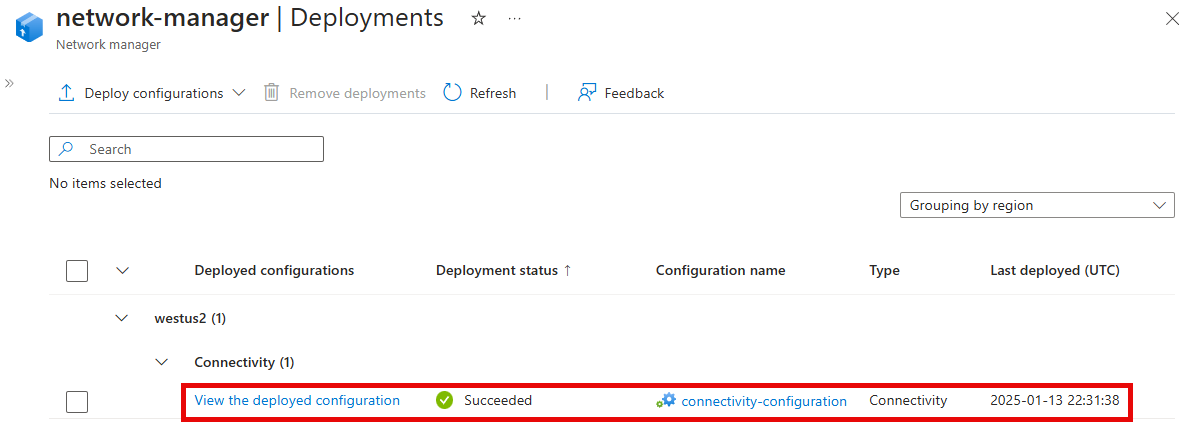 network-manager | Deployments
Network manager
Deploy configurations
Remove deployments
Refresh
Feedback
Search
No items selected
Grouping by region
Deployed configurations Deployment status ↑ Configuration name Type Last deployed (UTC)
westus2 (1)
Connectivity (1)
View the deployed configuration Succeeded connectivity-configuration Connectivity 2025-01-13 22:31:38